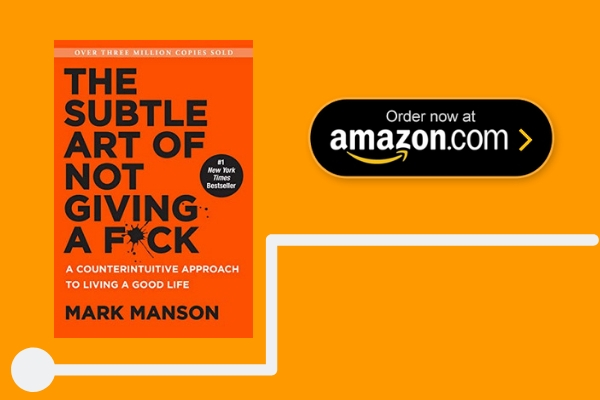 OVER THREE MILLION COPIES SOLD
THE
SUBTLE
ART OF
NOT
GIVING
A F*CK
#1
New York
Times
Bestseller
A COUNTERINTUITIVE APPROACH
TO LIVING A GOOD LIFE
MARK MANSON
Order now at
amazon.com